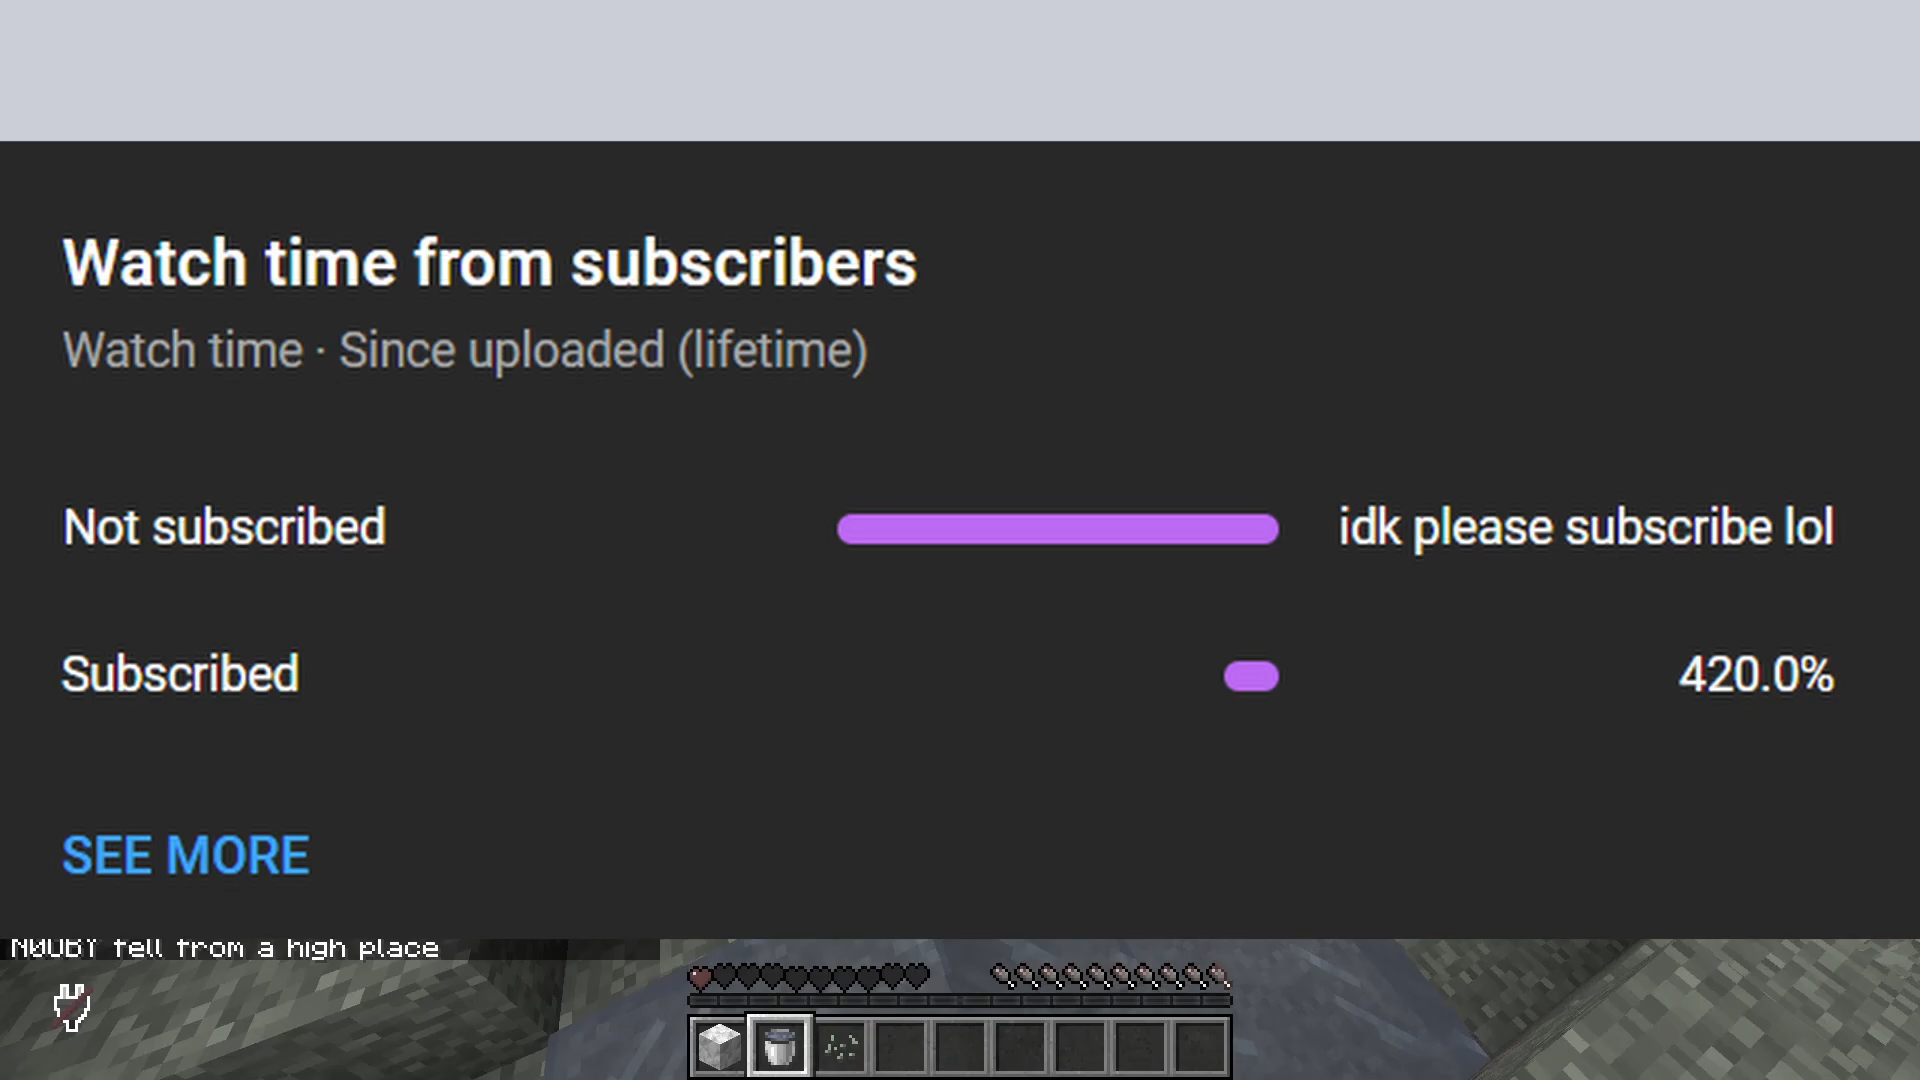 Watch time from subscribers
Watch time · Since uploaded (lifetime)
Not subscribed
idk please subscribe lol
Subscribed
420.0%
SEE MORE
NØØBY fell from a high place